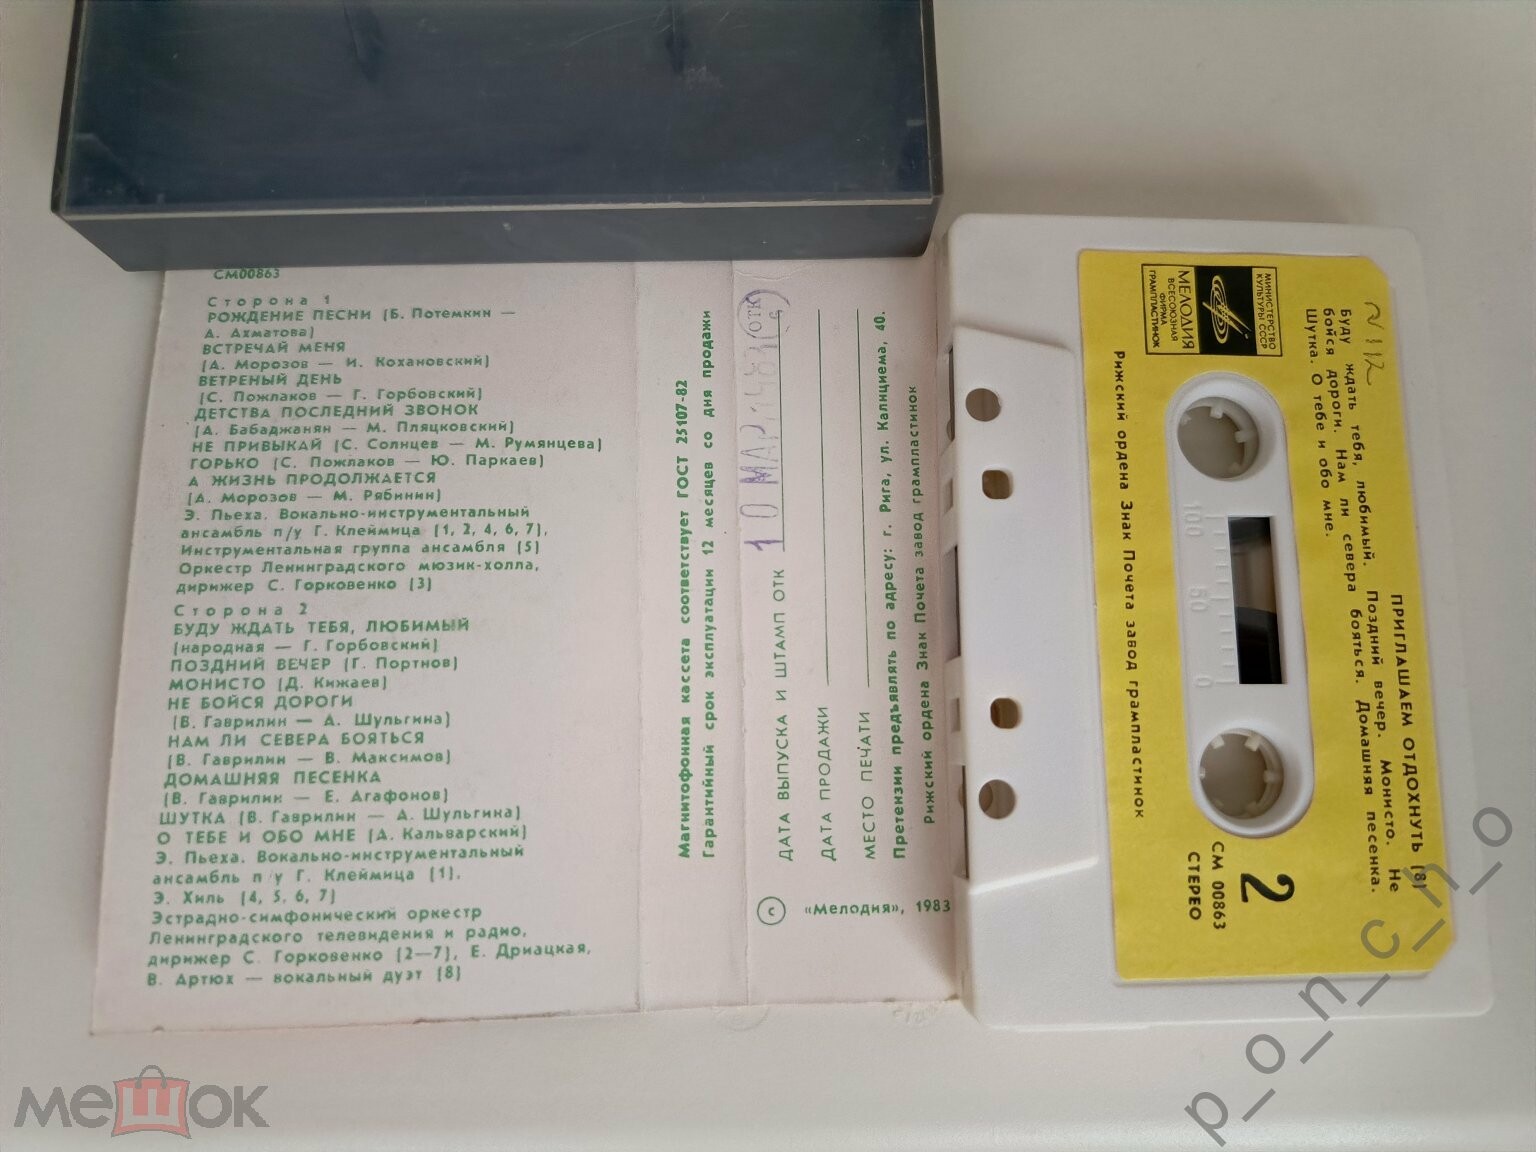 СМ00863
Сторона 1
РОЖДЕНИЕ ПЕСНИ (Б. Потемкин —
А. Ахматова)
ВСТРЕЧАЙ МЕНЯ
(А. Морозов — И. Кохановский)
ВЕТРЕНЫЙ ДЕНЬ
(С. Пожлаков — Г. Горбовский)
ДЕТСТВА ПОСЛЕДНИЙ ЗВОНОК
(А. Бабаджанян — М. Пляцковский)
НЕ ПРИВЫКАЙ (С. Солнцев — М. Румянцева)
ГОРЬКО (С. Пожлаков — Ю. Паркаев)
А ЖИЗНЬ ПРОДОЛЖАЕТСЯ
(А. Морозов — М. Рябинин)
Э. Пьеха. Вокально-инструментальный
ансамбль п/у Г. Клеймица (1, 2, 4, 6, 7),
Инструментальная группа ансамбля (5)
Оркестр Ленинградского мюзик-холла,
дирижер С. Горковенко (3)
Сторона 2
БУДУ ЖДАТЬ ТЕБЯ, ЛЮБИМЫЙ
(народная — Г. Горбовский)
ПОЗДНИЙ ВЕЧЕР (Г. Портнов)
МОНИСТО (Д. Кижаев)
НЕ БОЙСЯ ДОРОГИ
(В. Гаврилин — А. Шульгина)
НАМ ЛИ СЕВЕРА БОЯТЬСЯ
(В. Гаврилин — В. Максимов)
ДОМАШНЯЯ ПЕСЕНКА
(В. Гаврилин — Е. Агафонов)
ШУТКА (В. Гаврилин — А. Шульгина)
О ТЕБЕ И ОБО МНЕ (А. Кальварский)
Э. Пьеха. Вокально-инструментальный
ансамбль п/у Г. Клеймица (1),
Э. Хиль (4, 5, 6, 7)
Эстрадно-симфонический оркестр
Ленинградского телевидения и радио,
дирижер С. Горковенко (2—7), Е. Дриацкая,
В. Артюх — вокальный дуэт (8)
Магнитофонная кассета соответствует ГОСТ 25107-82
Гарантийный срок эксплуатации 12 месяцев со дня продажи
ДАТА ВЫПУСКА И ШТАМП ОТК 10 МАР 1983 ОТК
ДАТА ПРОДАЖИ
МЕСТО ПЕЧАТИ
Претензии предъявлять по адресу: г. Рига, ул. Калнциема, 40.
Рижский ордена Знак Почета завод грампластинок
© «Мелодия», 1983
МИНИСТЕРСТВО
КУЛЬТУРЫ СССР
МЕЛОДИЯ
ВСЕСОЮЗНАЯ
ФИРМА
ГРАМПЛАСТИНОК
ПРИГЛАШАЕМ ОТДОХНУТЬ (8)
Буду ждать тебя, любимый. Поздний вечер. Монисто. Не
бойся дороги. Нам ли севера бояться. Домашняя песенка.
Шутка. О тебе и обо мне.
100 50 0
2
СМ 00863
СТЕРЕО
Рижский ордена Знак Почета завод грампластинок
мешок
p_o_n_c_h_o